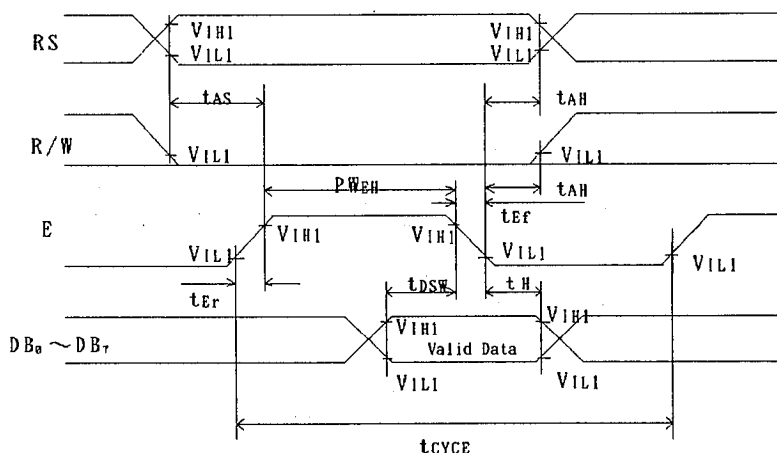 RS
VIH1
VIL1
VIH1
VIL1
tAS
tAH
R/W
VIL1
VIL1
PWEH
tAH
tEf
E
VIL1
VIH1
VIH1
VIL1
VIL1
tEr
tDSW
tH
DB0 ~DB7
VIH1
Valid Data
VIH1
VIL1
VIL1
tCYCE